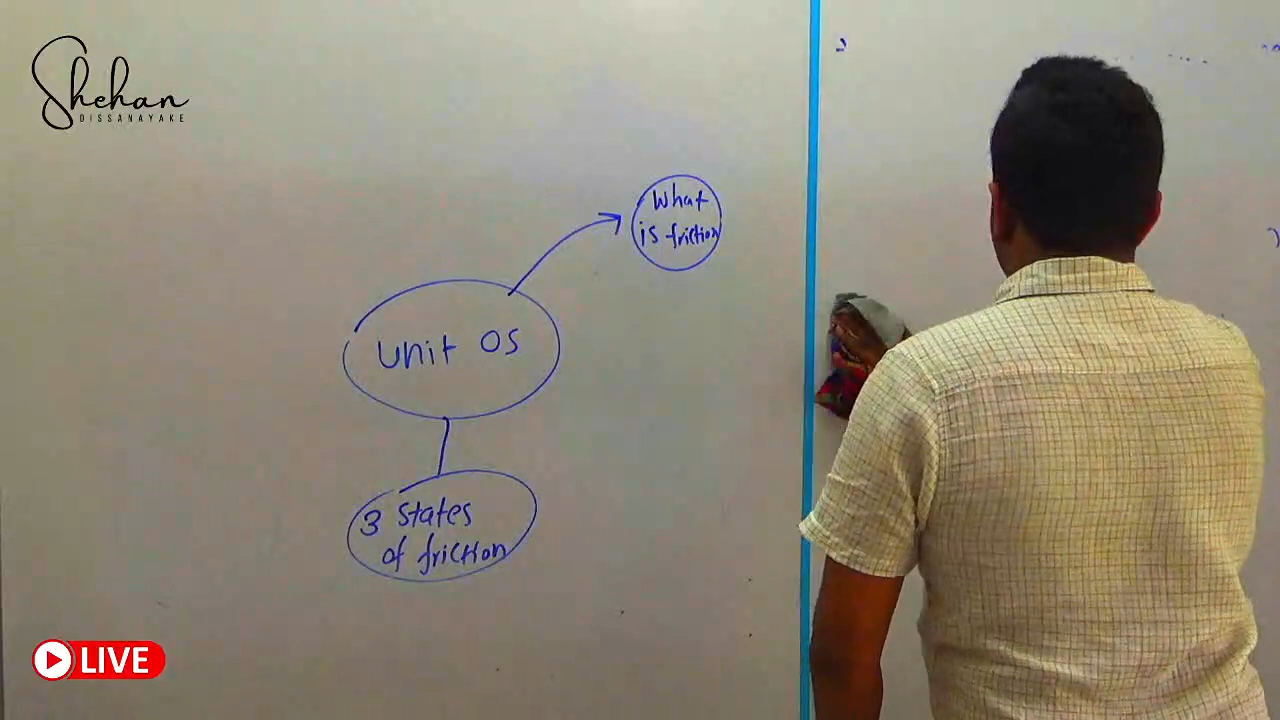 Shehan
DISSANAYAKE
What
is friction
Unit 05
3 states
of friction
LIVE